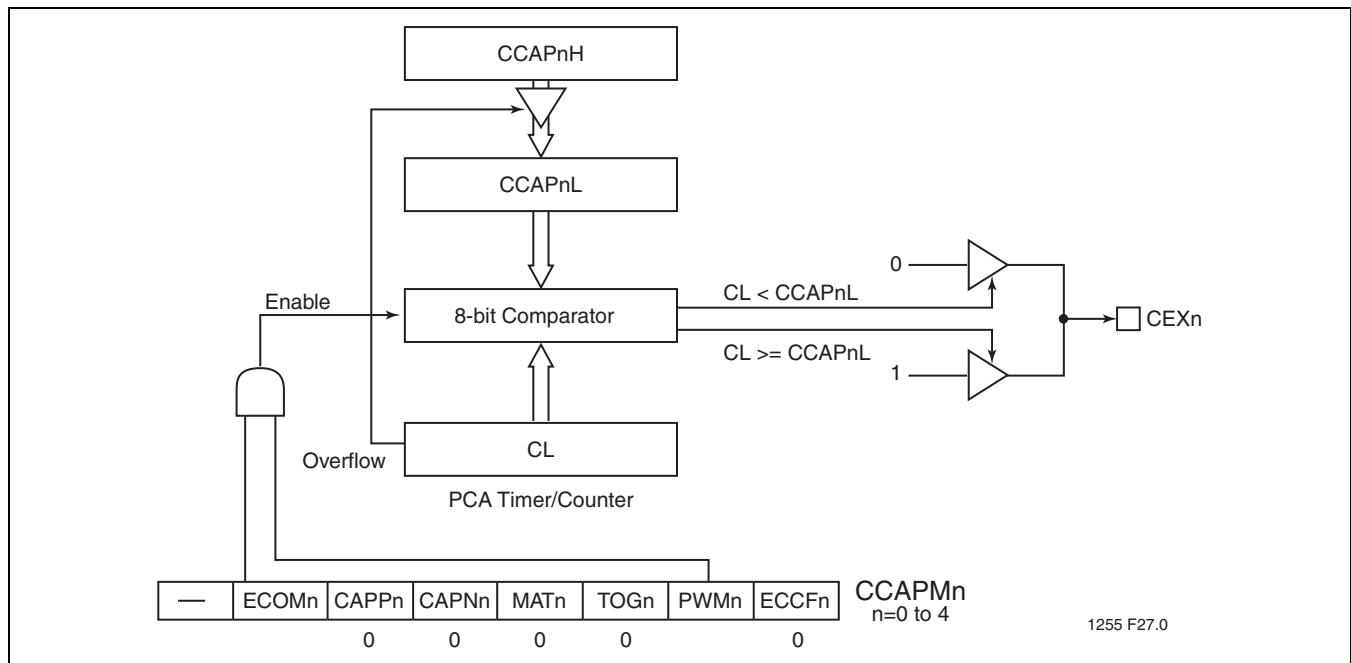 CCAPnH
CCAPnL
0
CL < CCAPnL
Enable
8-bit Comparator
CEXn
CL >= CCAPnL
1
CL
Overflow
PCA Timer/Counter
— ECOMn CAPPn CAPNn MATn TOGn PWMn ECCFn CCAPMn
n=0 to 4
0 0 0 0 0
1255 F27.0